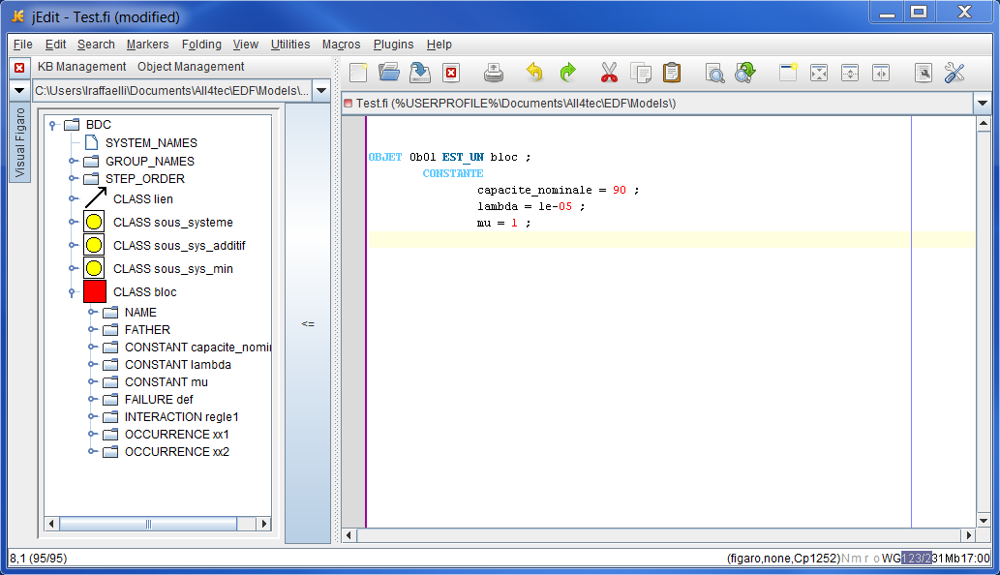 jEdit - Test.fi (modified)
File Edit Search Markers Folding View Utilities Macros Plugins Help
KB Management Object Management
C:\Users\lraffaelli\Documents\All4tec\EDF\Models\...
Test.fi (%USERPROFILE%\Documents\All4tec\EDF\Models\)
Visual Figaro
BDC
SYSTEM_NAMES
GROUP_NAMES
STEP_ORDER
CLASS lien
CLASS sous_systeme
CLASS sous_sys_additif
CLASS sous_sys_min
CLASS bloc
NAME
FATHER
CONSTANT capacite_nomi
CONSTANT lambda
CONSTANT mu
FAILURE def
INTERACTION regle1
OCCURRENCE xx1
OCCURRENCE xx2
<=
OBJET Ob01 EST_UN bloc ;
CONSTANTE
capacite_nominale = 90 ;
lambda = 1e-05 ;
mu = 1 ;
8,1 (95/95)
(figaro,none,Cp1252)N m r o WG 123/231Mb 17:00